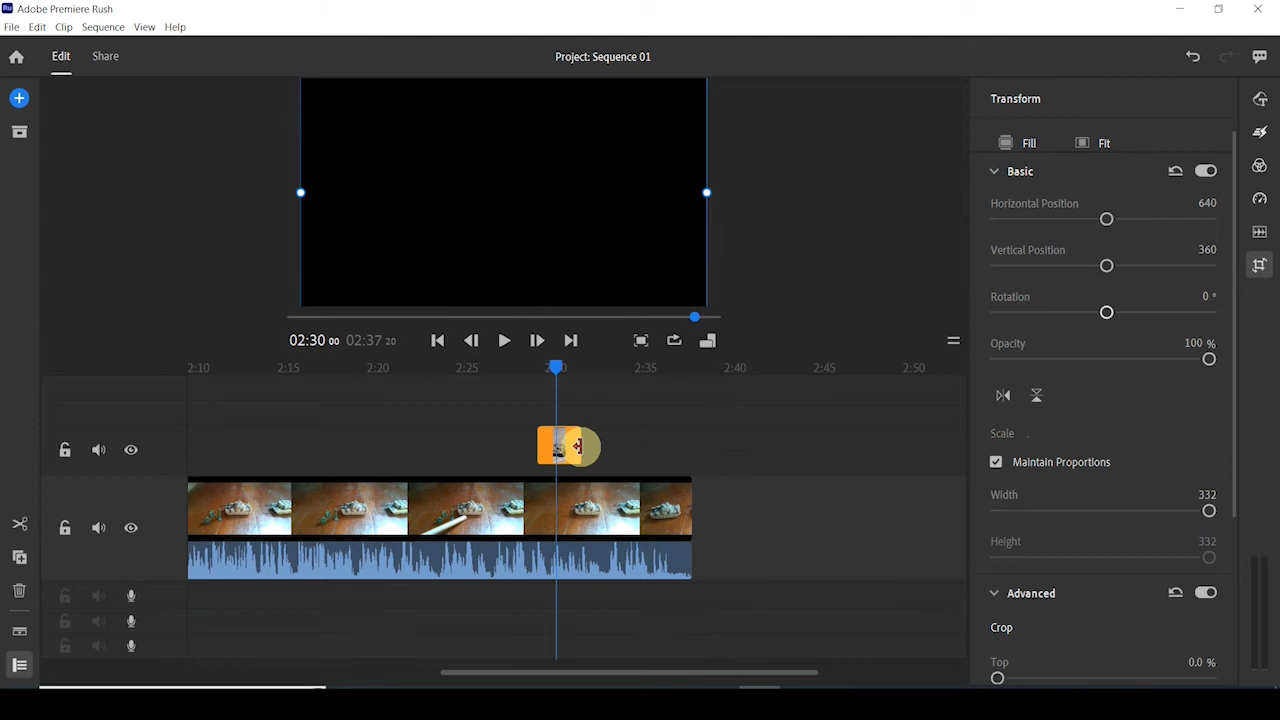 Adobe Premiere Rush
File Edit Clip Sequence View Help
Edit Share Project: Sequence 01
Transform
Fill Fit
Basic
Horizontal Position 640
Vertical Position 360
Rotation 0 °
Opacity 100 %
Scale
Maintain Proportions
Width 332
Height 332
Advanced
Crop
Top 0.0 %
02:30 00 02:37 20
2:10 2:15 2:20 2:25 2:35 2:40 2:45 2:50